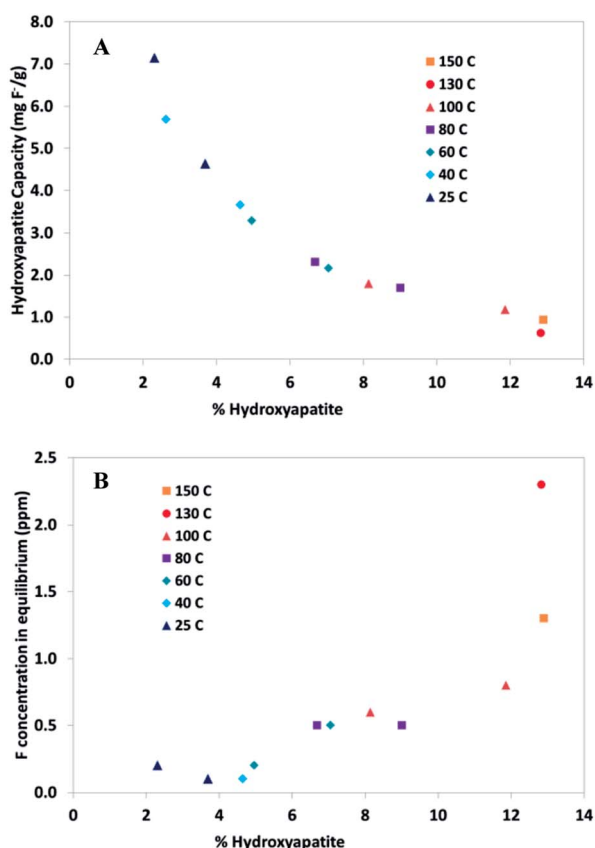 A
Hydroxyapatite Capacity (mg F⁻/g)
8.0
7.0
6.0
5.0
4.0
3.0
2.0
1.0
0.0
150 C
130 C
100 C
80 C
60 C
40 C
25 C
0 2 4 6 8 10 12 14
% Hydroxyapatite
B
F concentration in equilibrium (ppm)
2.5
2.0
1.5
1.0
0.5
0.0
150 C
130 C
100 C
80 C
60 C
40 C
25 C
0 2 4 6 8 10 12 14
% Hydroxyapatite